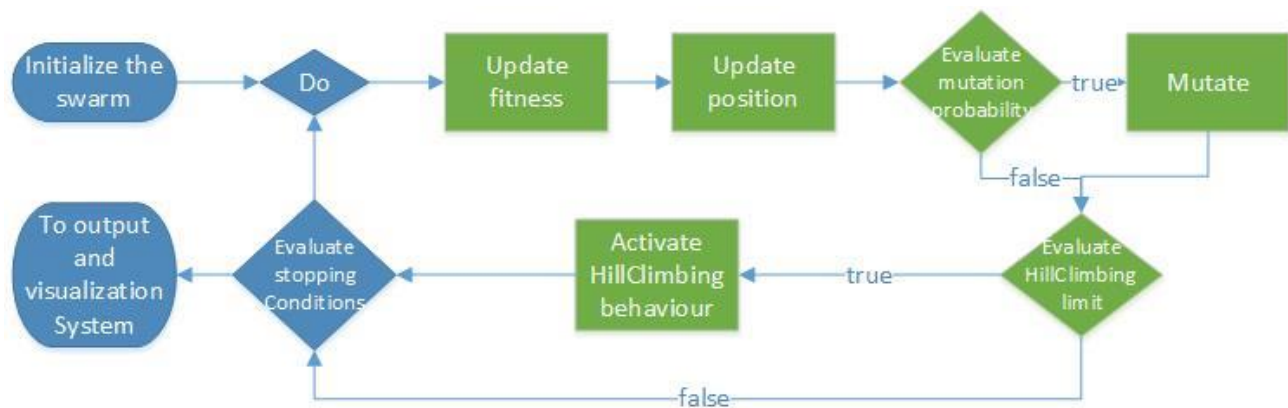 Initialize the
swarm
Do
Update
fitness
Update
position
Evaluate
mutation
probability
true
Mutate
false
To output
and
visualization
System
Evaluate
stopping
Conditions
Activate
HillClimbing
behaviour
true
Evaluate
HillClimbing
limit
false